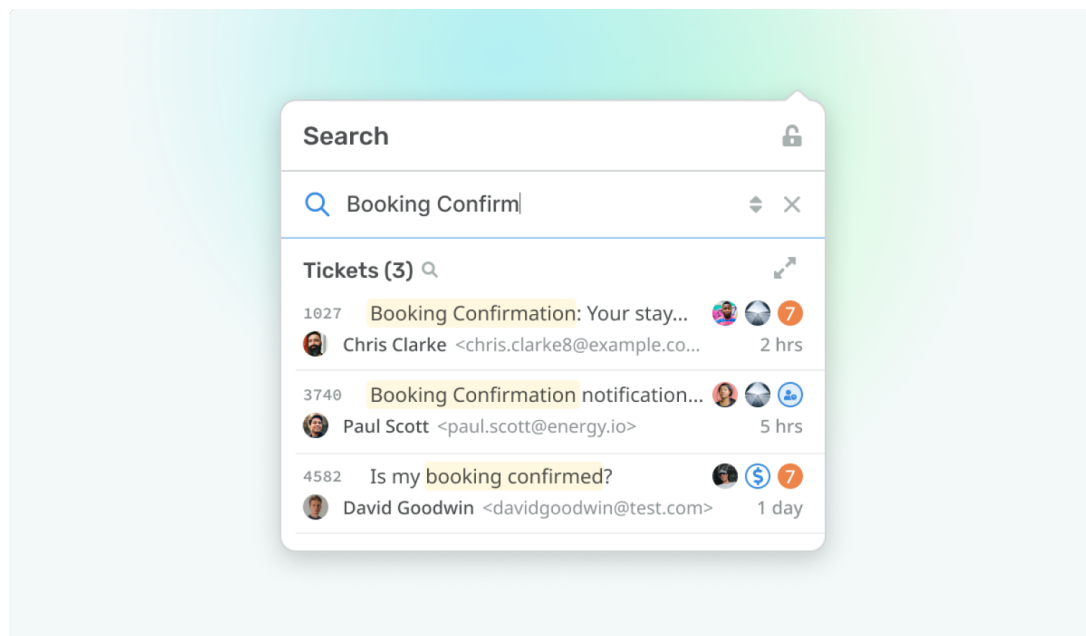 Search
Booking Confirm
Tickets (3)
1027 Booking Confirmation: Your stay... 7
Chris Clarke <chris.clarke8@example.co... 2 hrs
3740 Booking Confirmation notification...
Paul Scott <paul.scott@energy.io> 5 hrs
4582 Is my booking confirmed? $ 7
David Goodwin <davidgoodwin@test.com> 1 day